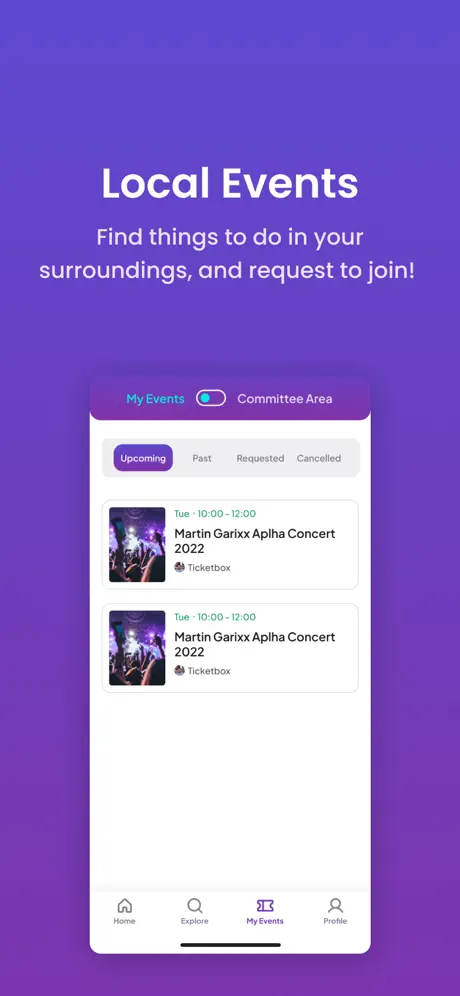 Local Events
Find things to do in your
surroundings, and request to join!
My Events
Committee Area
Upcoming
Past
Requested
Cancelled
Tue • 10:00 - 12:00
Martin Garixx Aplha Concert
2022
Ticketbox
Tue • 10:00 - 12:00
Martin Garixx Aplha Concert
2022
Ticketbox
Home
Explore
My Events
Profile